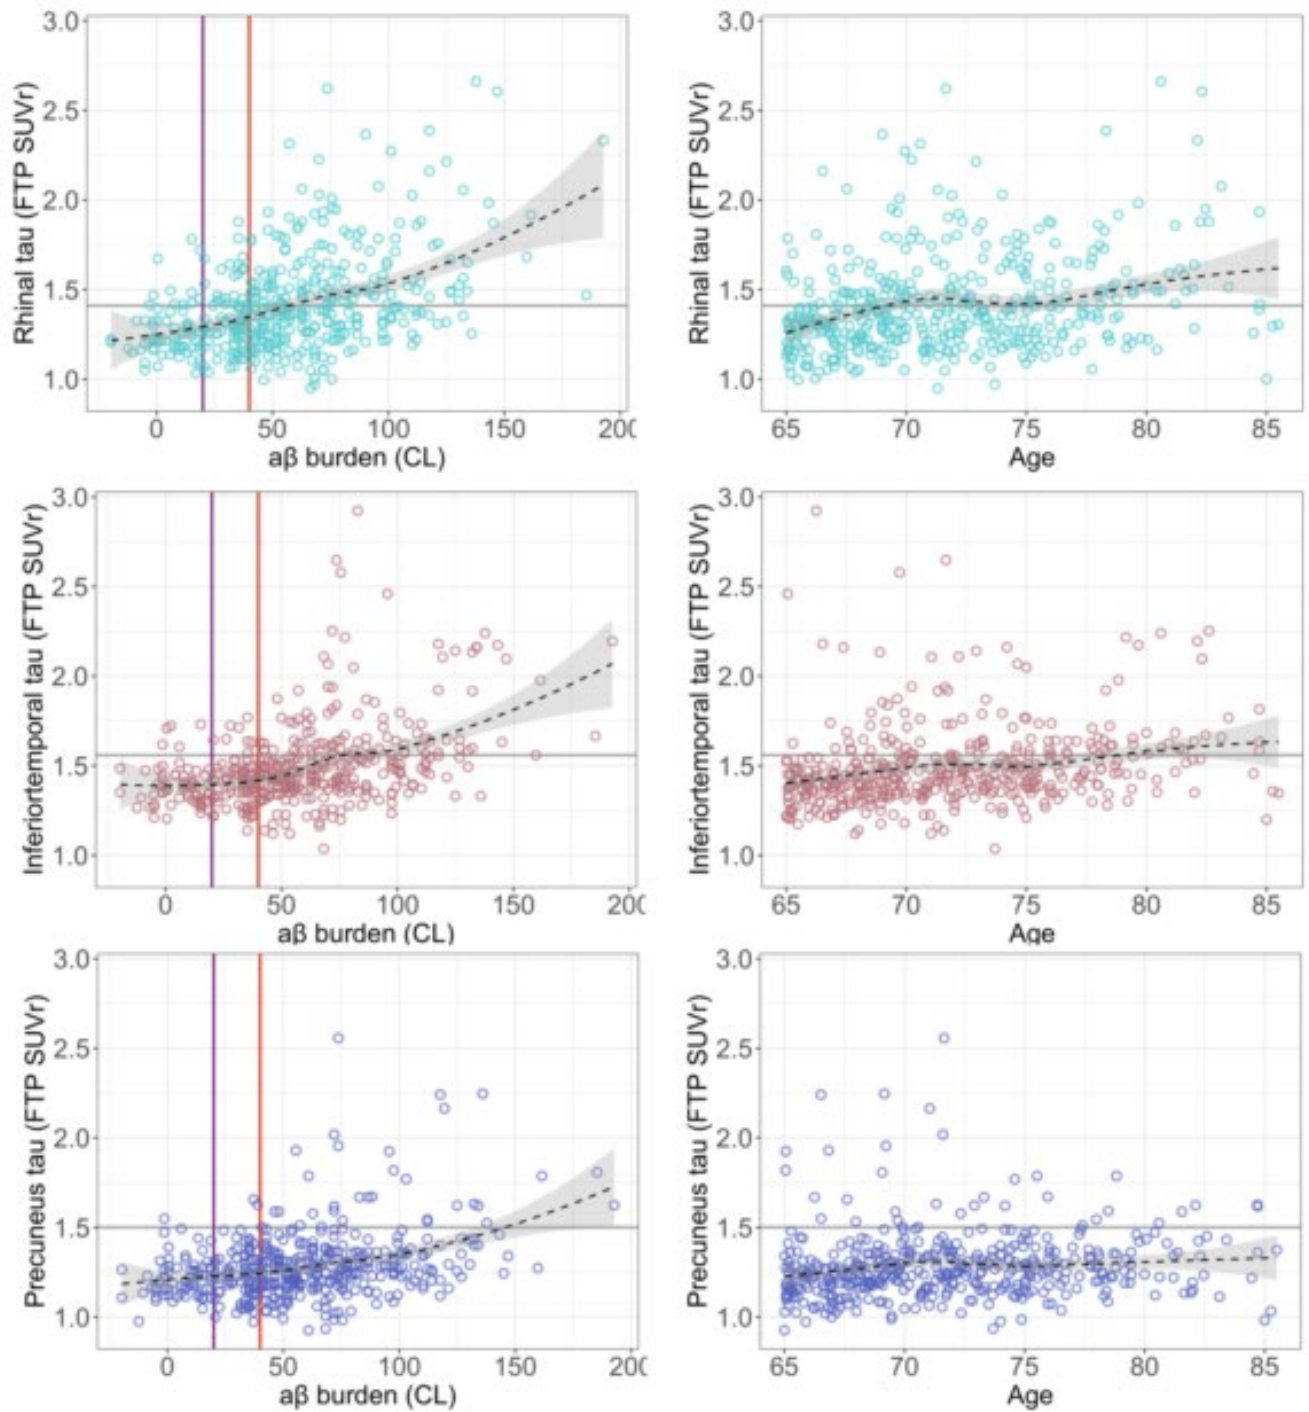 3.0
2.5
2.0
1.5
1.0
Rhinal tau (FTP SUVr)
0 50 100 150 200
aβ burden (CL)
3.0
2.5
2.0
1.5
1.0
Rhinal tau (FTP SUVr)
65 70 75 80 85
Age
3.0
2.5
2.0
1.5
1.0
Inferiortemporal tau (FTP SUVr)
0 50 100 150 200
aβ burden (CL)
3.0
2.5
2.0
1.5
1.0
Inferiortemporal tau (FTP SUVr)
65 70 75 80 85
Age
3.0
2.5
2.0
1.5
1.0
Precuneus tau (FTP SUVr)
0 50 100 150 200
aβ burden (CL)
3.0
2.5
2.0
1.5
1.0
Precuneus tau (FTP SUVr)
65 70 75 80 85
Age